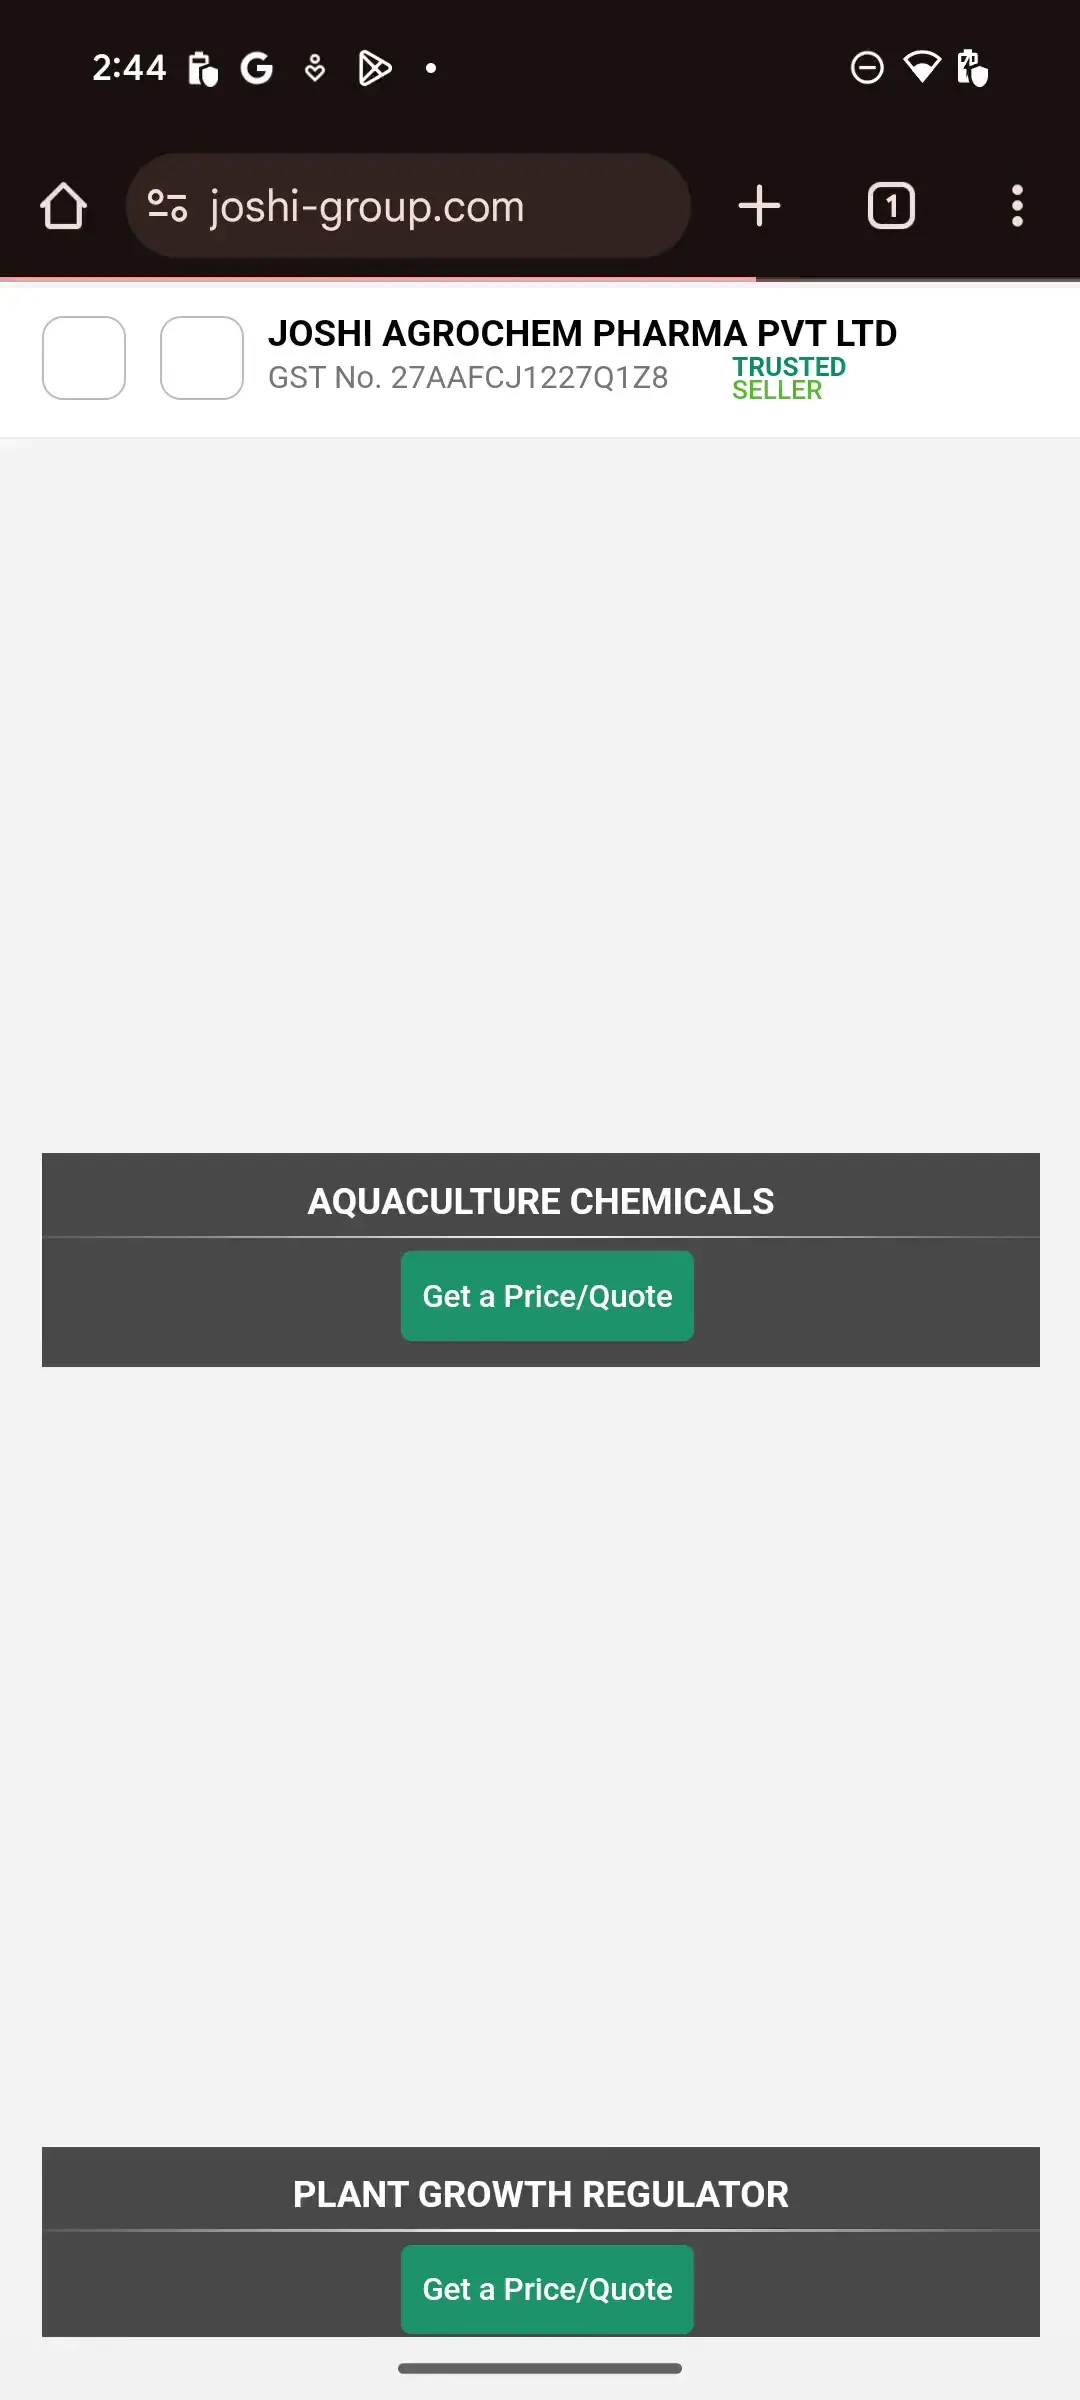 2:44
joshi-group.com
1
JOSHI AGROCHEM PHARMA PVT LTD
GST No. 27AAFCJ1227Q1Z8
TRUSTED
SELLER
AQUACULTURE CHEMICALS
Get a Price/Quote
PLANT GROWTH REGULATOR
Get a Price/Quote